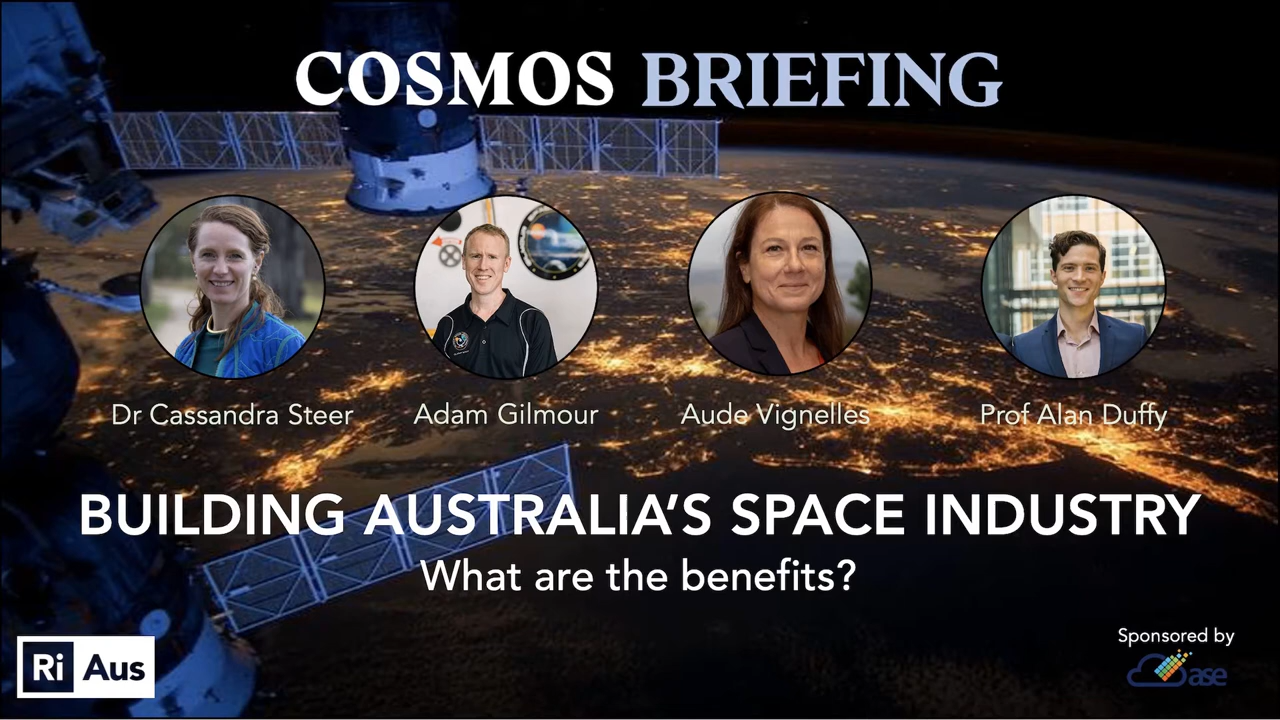 COSMOS BRIEFING
Dr Cassandra Steer
Adam Gilmour
Aude Vignelles
Prof Alan Duffy
BUILDING AUSTRALIA'S SPACE INDUSTRY
What are the benefits?
Ri Aus
Sponsored by
ase